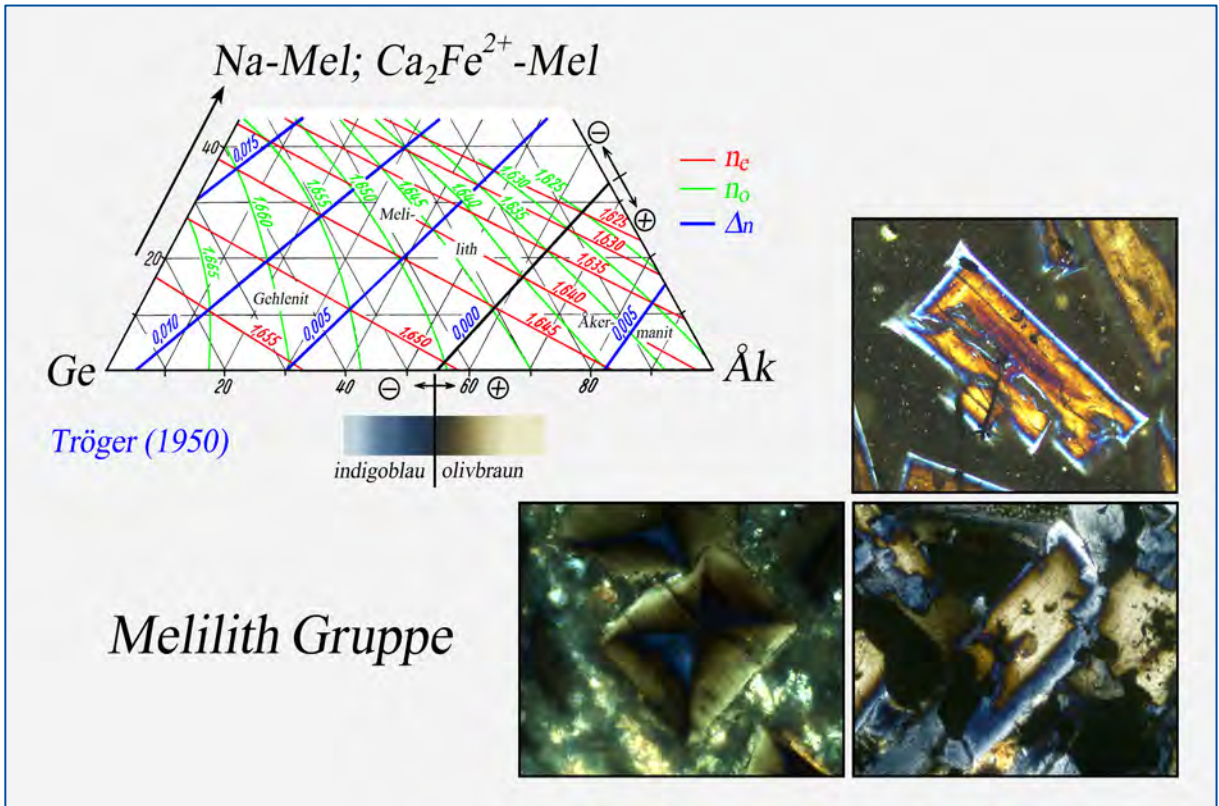 Na-Mel; Ca₂Fe²⁺-Mel
40
0,015
1,660
1,655
1,650
1,645
1,640
1,630
1,625
⊖
⊕
n_e
n_o
Δn
Meli-
lith
1,625
1,630
1,635
1,635
1,640
1,645
20
1,665
Gehlenit
Åker-
manit
0,010
1,655
0,005
1,650
0,000
0,005
Ge
Åk
20
40
⊖
⊕
60
80
Tröger (1950)
indigoblau
olivbraun
Melilith Gruppe